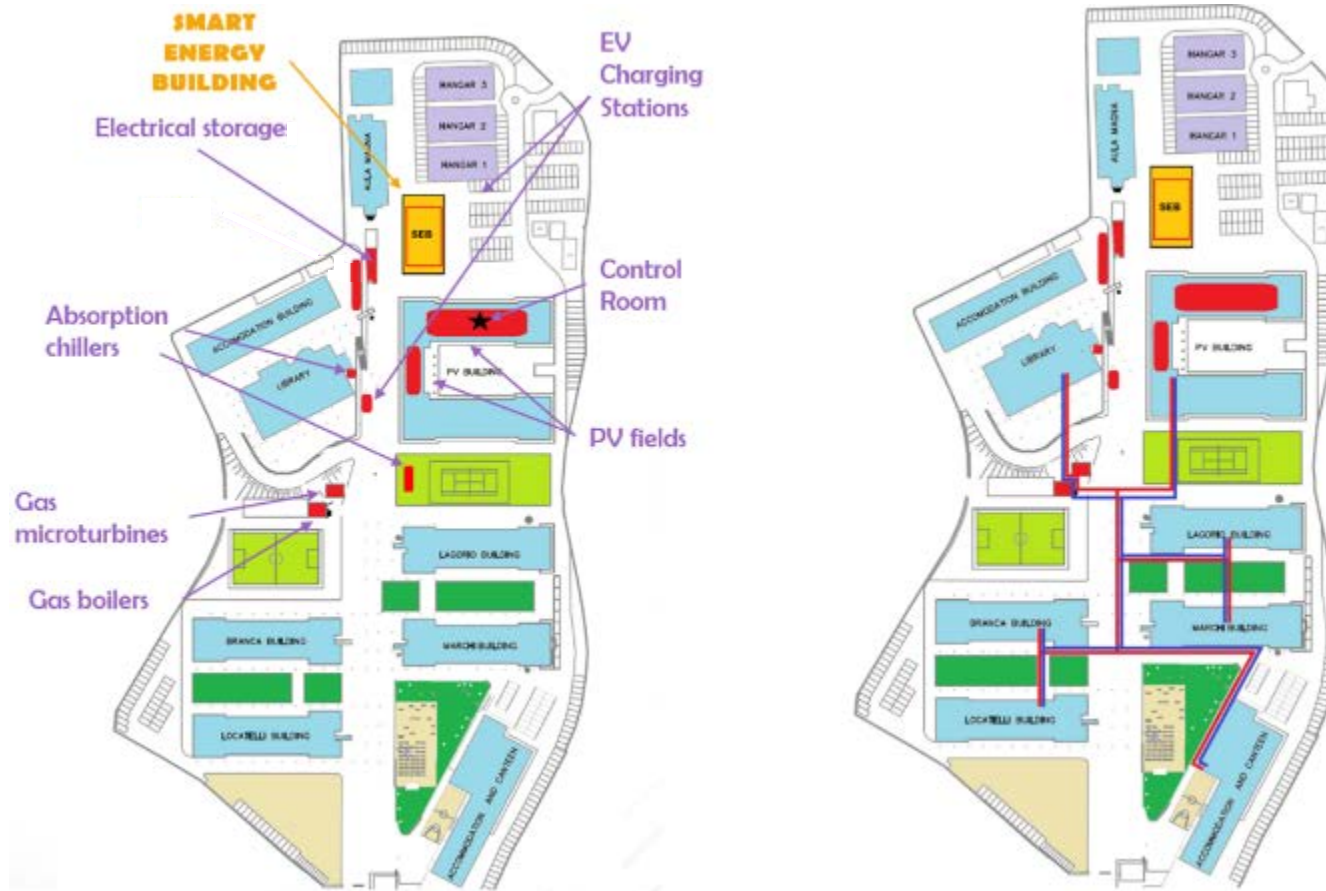 SMART
ENERGY
BUILDING
EV
Charging
Stations
Electrical storage
HANGAR 3
HANGAR 2
HANGAR 1
AULA MAGNA
SEB
Control
Room
ACCOMODATION BUILDING
Absorption
chillers
LIBRARY
PV BUILDING
PV fields
Gas
microturbines
Gas boilers
LAGORIO BUILDING
BRANCA BUILDING
MARCHI BUILDING
LOCATELLI BUILDING
ACCOMMODATION AND CANTEEN
HANGAR 3
HANGAR 2
HANGAR 1
AULA MAGNA
SEB
ACCOMODATION BUILDING
LIBRARY
PV BUILDING
LAGORIO BUILDING
BRANCA BUILDING
MARCHI BUILDING
LOCATELLI BUILDING
ACCOMMODATION AND CANTEEN